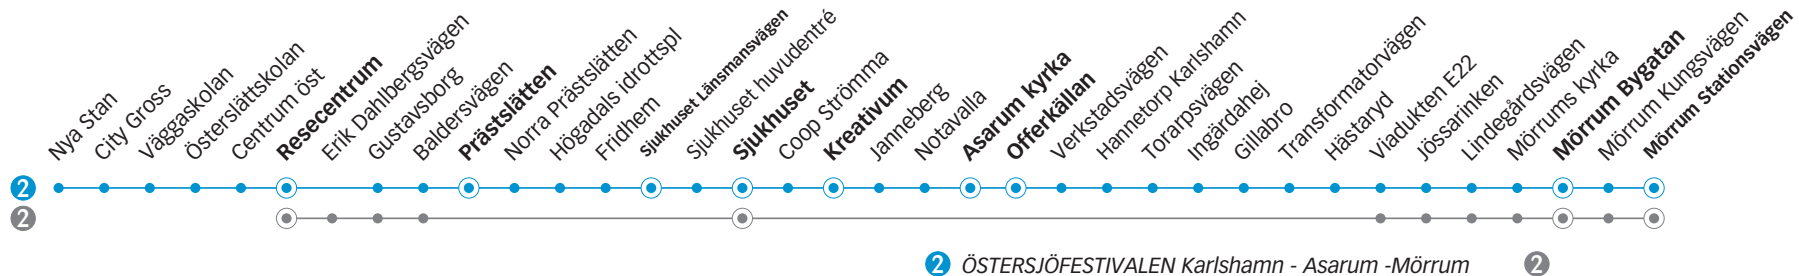 Nya Stan
City Gross
Väggaskolan
Österslättskolan
Centrum öst
Resecentrum
Erik Dahlbergsvägen
Gustavsborg
Baldersvägen
Prästslätten
Norra Prästslätten
Högadals idrottspl
Fridhem
Sjukhuset Länsmansvägen
Sjukhuset huvudentré
Sjukhuset
Coop Strömma
Kreativum
Janneberg
Notavalla
Asarum kyrka
Offerkällan
Verkstadsvägen
Hannetorp Karlshamn
Torarpsvägen
Ingärdahej
Gillabro
Transformatorvägen
Hästaryd
Viadukten E22
Jössarinken
Lindegårdsvägen
Mörrums kyrka
Mörrum Bygatan
Mörrum Kungsvägen
Mörrum Stationsvägen
2
2
2 ÖSTERSJÖFESTIVALEN Karlshamn - Asarum -Mörrum 2